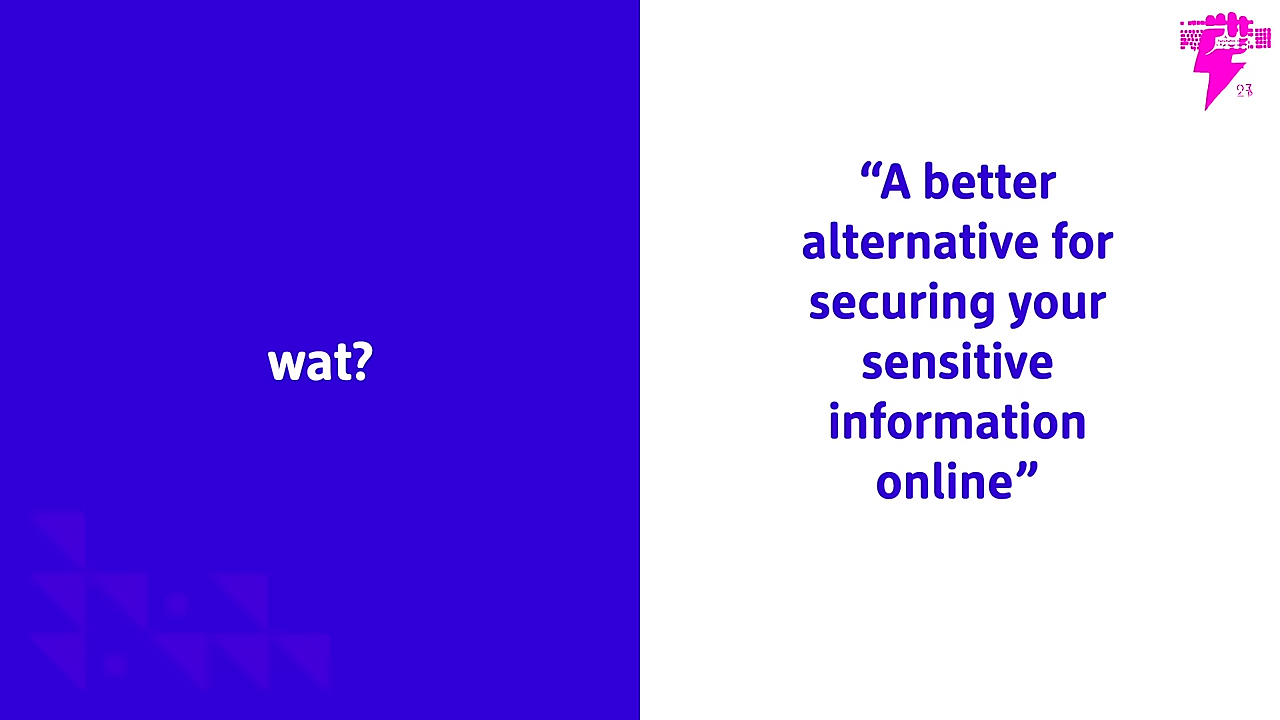 wat?
“A better
alternative for
securing your
sensitive
information
online”